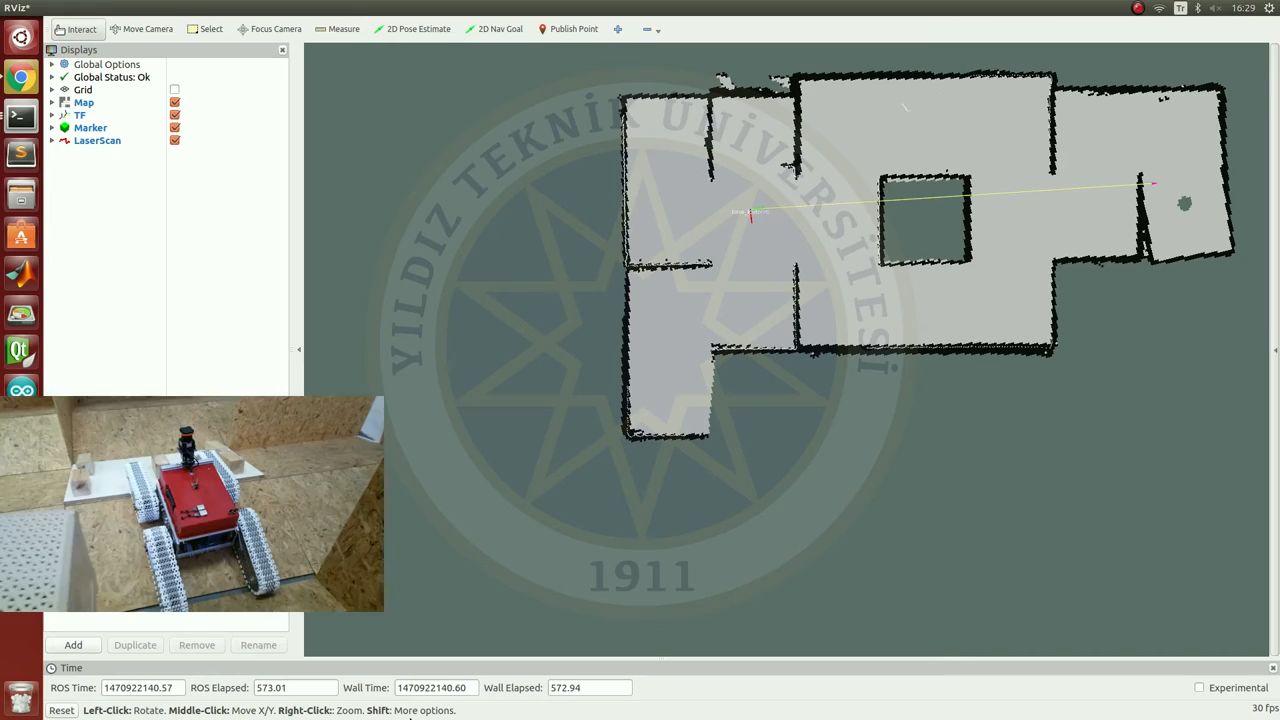 RViz*
Tr
16:29
Interact Move Camera Select Focus Camera Measure 2D Pose Estimate 2D Nav Goal Publish Point
Displays
Global Options
Global Status: Ok
Grid
Map
TF
Marker
LaserScan
YILDIZ TEKNİK ÜNİVERSİTESİ
1911
Add Duplicate Remove Rename
Time
ROS Time: 1470922140.57 ROS Elapsed: 573.01 Wall Time: 1470922140.60 Wall Elapsed: 572.94 Experimental
Reset Left-Click: Rotate. Middle-Click: Move X/Y. Right-Click:: Zoom. Shift: More options. 30 fps